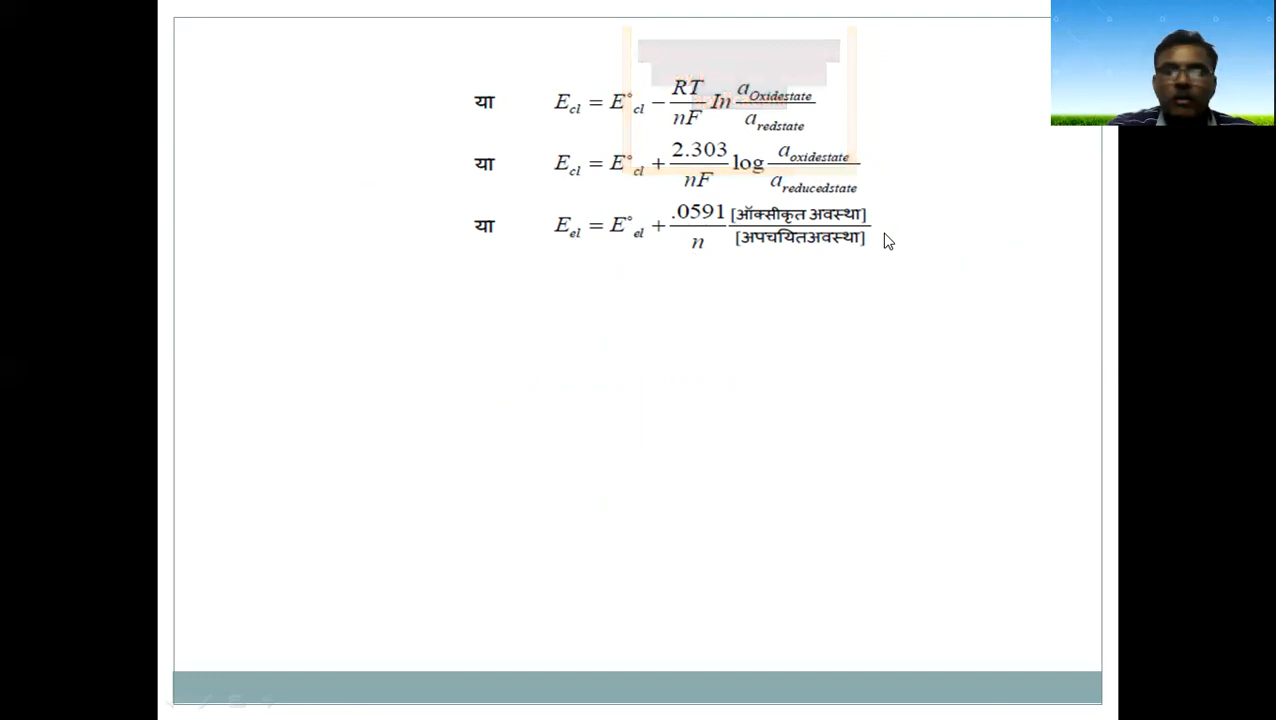 या E_cl = E°_cl − RT/nF In a_Oxidestate/a_redstate
या E_cl = E°_cl + 2.303/nF log a_oxidestate/a_reducedstate
या E_el = E°_el + .0591/n [ऑक्सीकृत अवस्था]/[अपचयितअवस्था]